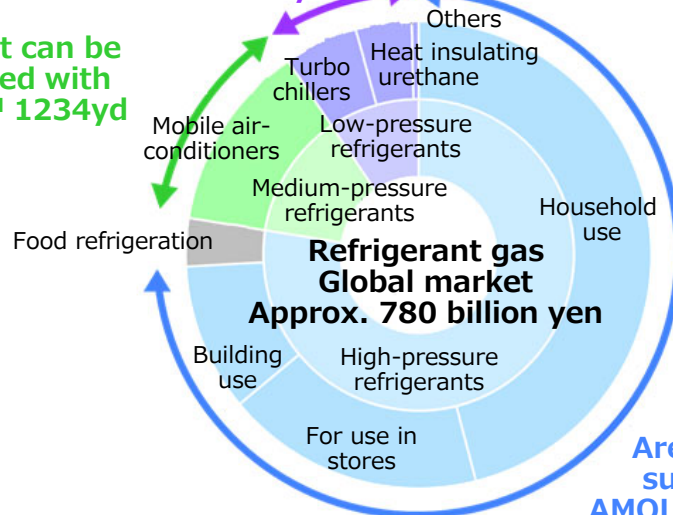 Others
t can be
ed with
1234yd
Turbo
chillers
Heat insulating
urethane
Mobile air-
conditioners
Low-pressure
refrigerants
Medium-pressure
refrigerants
Household
use
Food refrigeration
Refrigerant gas
Global market
Approx. 780 billion yen
Building
use
High-pressure
refrigerants
For use in
stores
Are
su
AMOL